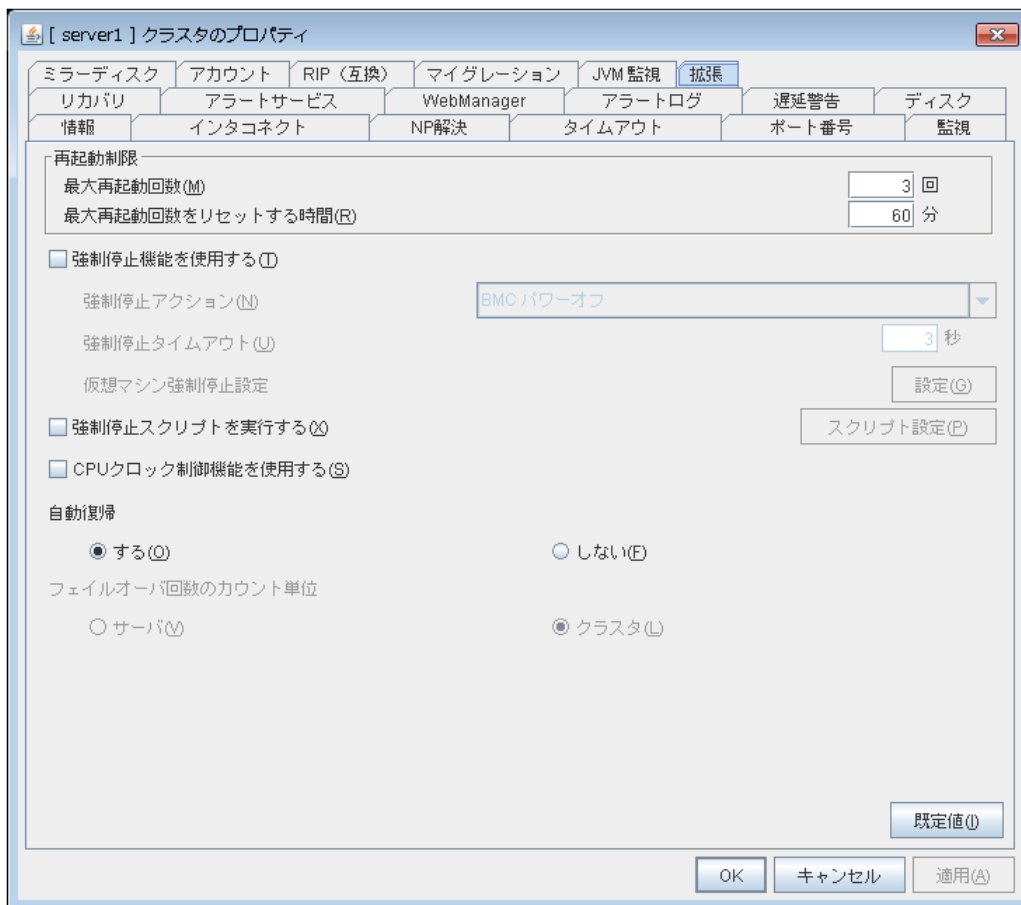 [ server1 ] クラスタのプロパティ
ミラーディスク アカウント RIP（互換） マイグレーション JVM 監視 拡張
リカバリ アラートサービス WebManager アラートログ 遅延警告 ディスク
情報 インタコネクト NP解決 タイムアウト ポート番号 監視
再起動制限
最大再起動回数(M) 3 回
最大再起動回数をリセットする時間(R) 60 分
強制停止機能を使用する(T)
強制停止アクション(N) BMC パワーオフ
強制停止タイムアウト(U) 3 秒
仮想マシン強制停止設定 設定(G)
強制停止スクリプトを実行する(X) スクリプト設定(P)
CPUクロック制御機能を使用する(S)
自動復帰
する(O) しない(F)
フェイルオーバ回数のカウント単位
サーバ(V) クラスタ(L)
既定値(I)
OK キャンセル 適用(A)